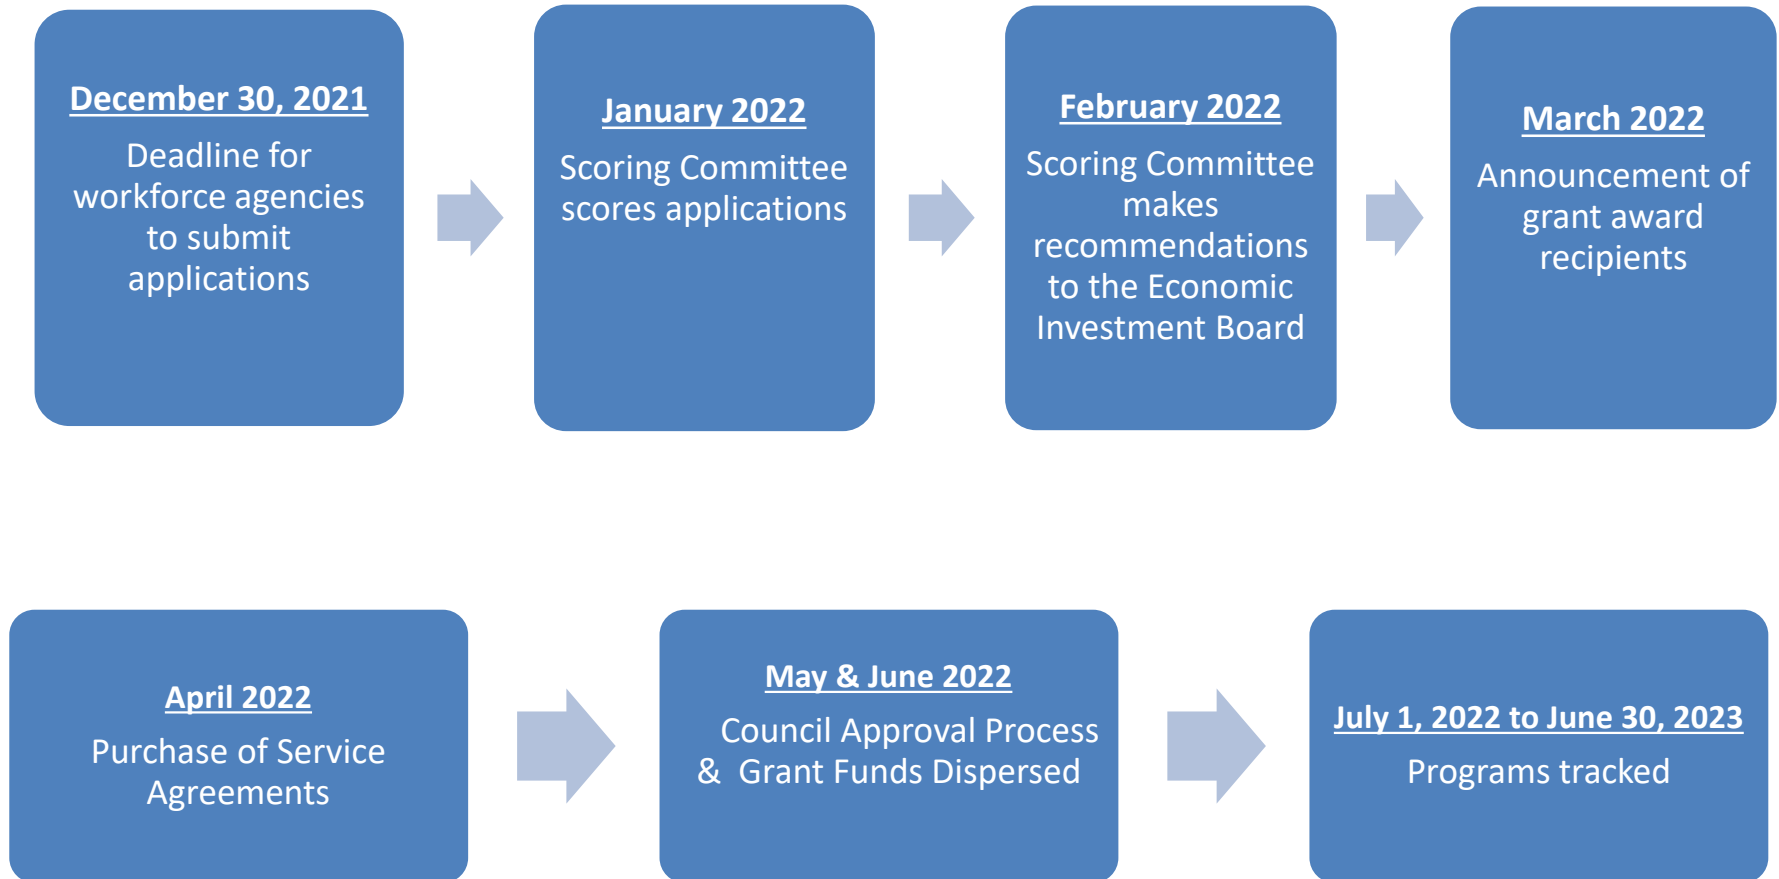 December 30, 2021
Deadline for
workforce agencies
to submit
applications
January 2022
Scoring Committee
scores applications
February 2022
Scoring Committee
makes
recommendations
to the Economic
Investment Board
March 2022
Announcement of
grant award
recipients
April 2022
Purchase of Service
Agreements
May & June 2022
Council Approval Process
& Grant Funds Dispersed
July 1, 2022 to June 30, 2023
Programs tracked